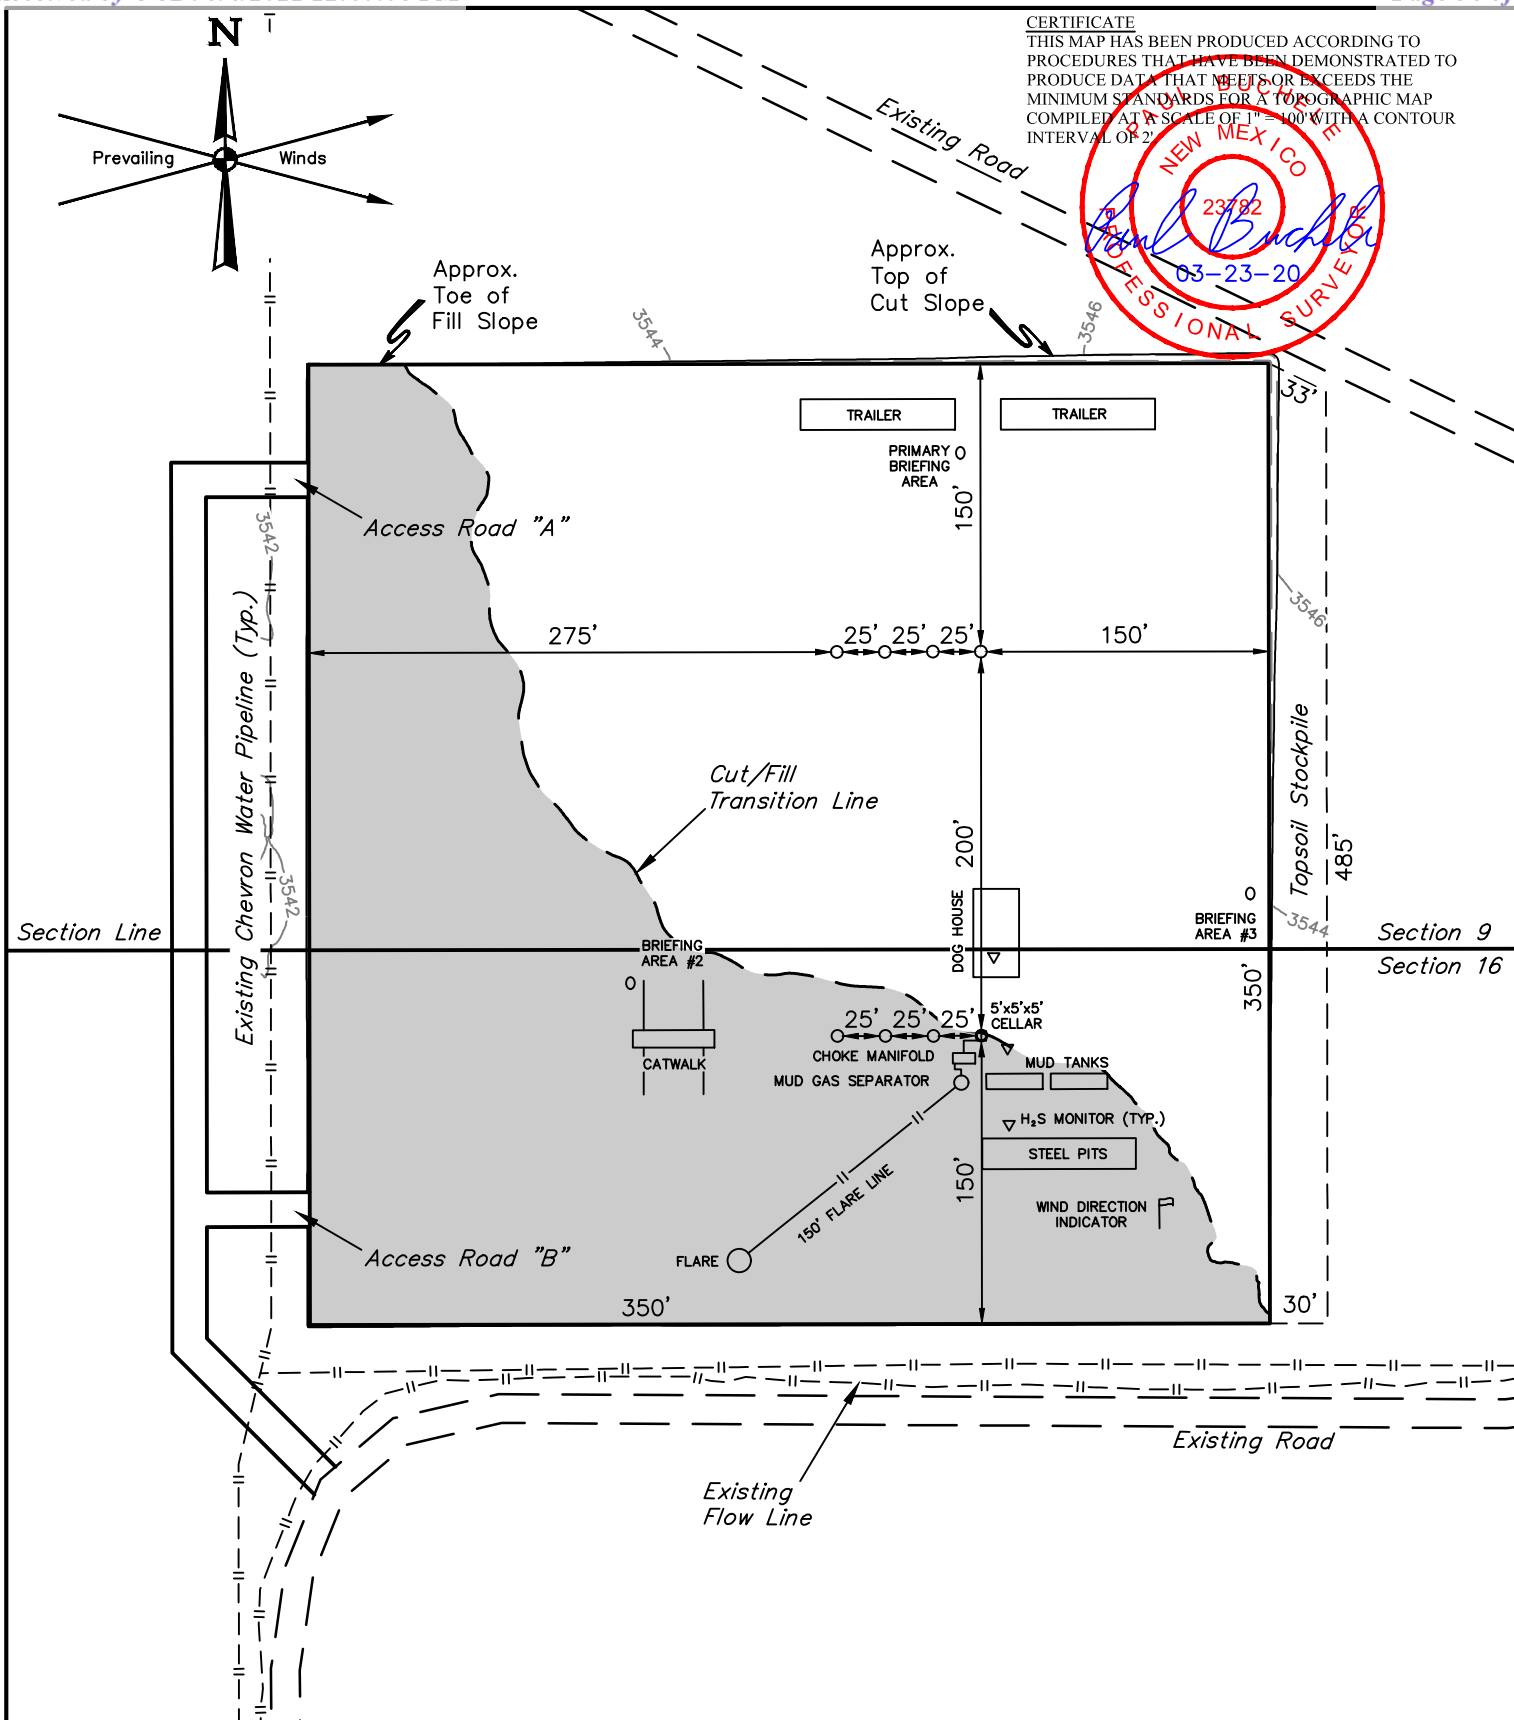 N
Prevailing Winds
CERTIFICATE
THIS MAP HAS BEEN PRODUCED ACCORDING TO
PROCEDURES THAT HAVE BEEN DEMONSTRATED TO
PRODUCE DATA THAT MEETS OR EXCEEDS THE
MINIMUM STANDARDS FOR A TOPOGRAPHIC MAP
COMPILED AT A SCALE OF 1" = 100' WITH A CONTOUR
INTERVAL OF 2'.
PAUL BUCHELE
NEW MEXICO
23782
Paul Buchele
03-23-20
PROFESSIONAL SURVEYOR
Existing Road
Approx.
Toe of
Fill Slope
Approx.
Top of
Cut Slope
3544
3546
33'
TRAILER
TRAILER
PRIMARY
BRIEFING
AREA
150'
Access Road "A"
3542
Existing Chevron Water Pipeline (Typ.)
275'
25'
25'
25'
150'
3546
Topsoil Stockpile
485'
Cut/Fill
Transition Line
200'
DOG HOUSE
3542
BRIEFING
AREA #3
3544
Section Line
Section 9
Section 16
BRIEFING
AREA #2
350'
25'
25'
25'
5'x5'x5'
CELLAR
CHOKE MANIFOLD
CATWALK
MUD TANKS
MUD GAS SEPARATOR
H₂S MONITOR (TYP.)
STEEL PITS
150'
150' FLARE LINE
WIND DIRECTION
INDICATOR
Access Road "B"
FLARE
350'
30'
Existing Road
Existing
Flow Line